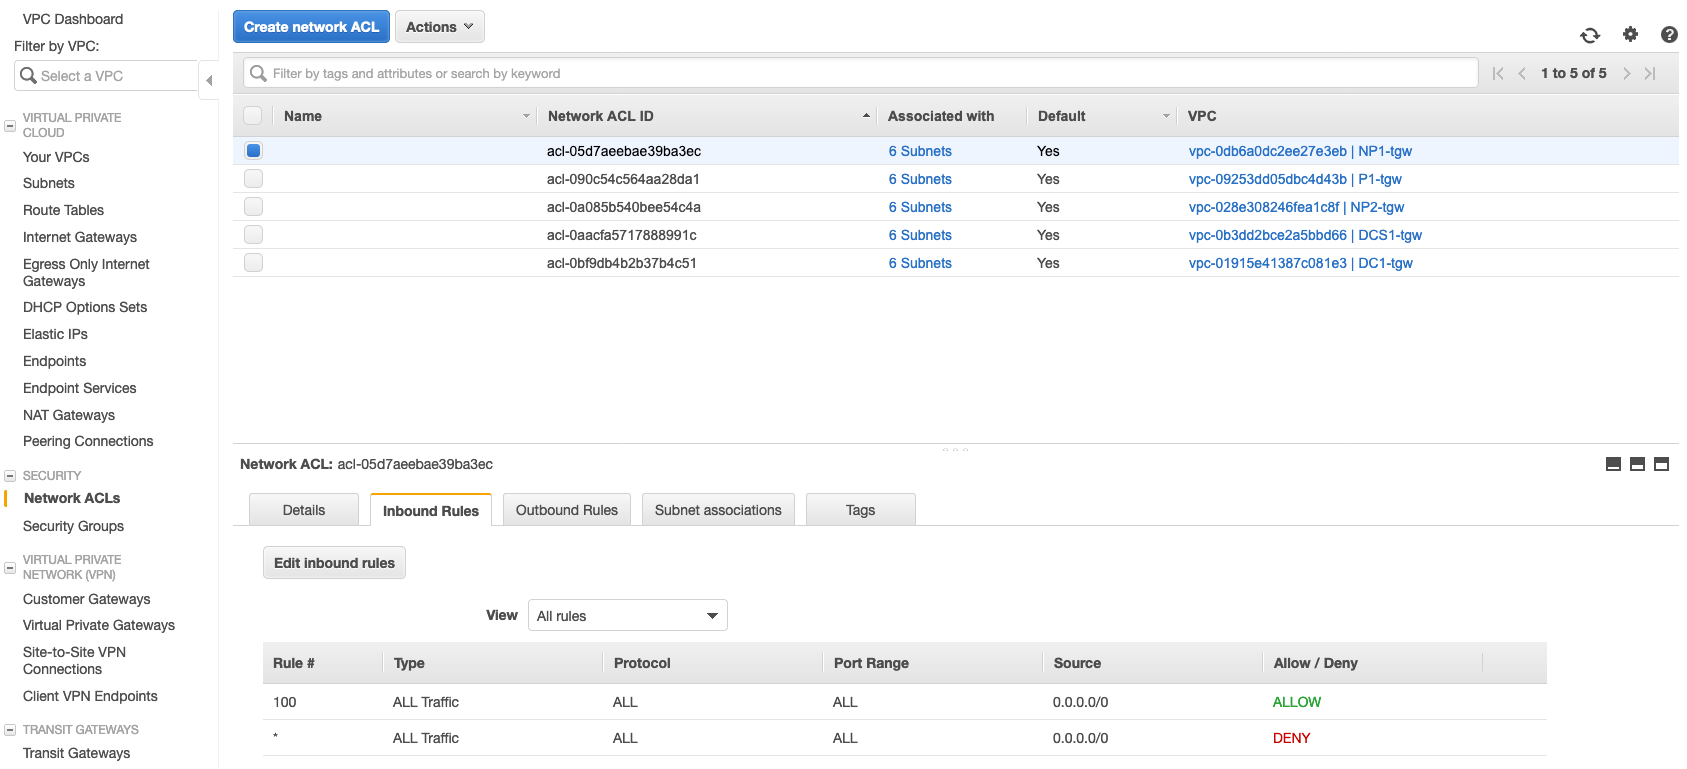 VPC Dashboard
Filter by VPC:
Select a VPC
VIRTUAL PRIVATE
CLOUD
Your VPCs
Subnets
Route Tables
Internet Gateways
Egress Only Internet
Gateways
DHCP Options Sets
Elastic IPs
Endpoints
Endpoint Services
NAT Gateways
Peering Connections
SECURITY
Network ACLs
Security Groups
VIRTUAL PRIVATE
NETWORK (VPN)
Customer Gateways
Virtual Private Gateways
Site-to-Site VPN
Connections
Client VPN Endpoints
TRANSIT GATEWAYS
Transit Gateways
Create network ACL Actions
Filter by tags and attributes or search by keyword 1 to 5 of 5
Name Network ACL ID Associated with Default VPC
acl-05d7aeebae39ba3ec 6 Subnets Yes vpc-0db6a0dc2ee27e3eb | NP1-tgw
acl-090c54c564aa28da1 6 Subnets Yes vpc-09253dd05dbc4d43b | P1-tgw
acl-0a085b540bee54c4a 6 Subnets Yes vpc-028e308246fea1c8f | NP2-tgw
acl-0aacfa5717888991c 6 Subnets Yes vpc-0b3dd2bce2a5bbd66 | DCS1-tgw
acl-0bf9db4b2b37b4c51 6 Subnets Yes vpc-01915e41387c081e3 | DC1-tgw
Network ACL: acl-05d7aeebae39ba3ec
Details Inbound Rules Outbound Rules Subnet associations Tags
Edit inbound rules
View All rules
Rule # Type Protocol Port Range Source Allow / Deny
100 ALL Traffic ALL ALL 0.0.0.0/0 ALLOW
* ALL Traffic ALL ALL 0.0.0.0/0 DENY